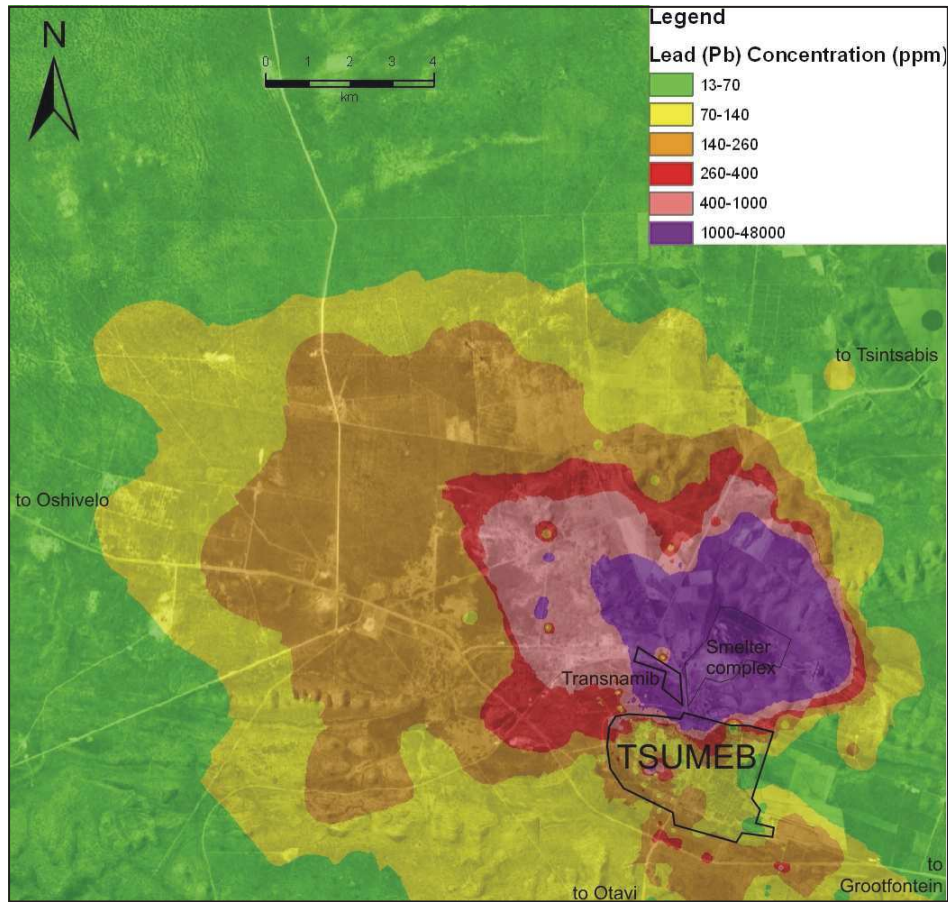 N
0 1 2 3 4
km
Legend
Lead (Pb) Concentration (ppm)
13-70
70-140
140-260
260-400
400-1000
1000-48000
to Tsintsabis
to Oshivelo
Smelter
complex
Transnamib
TSUMEB
to
Grootfontein
to Otavi